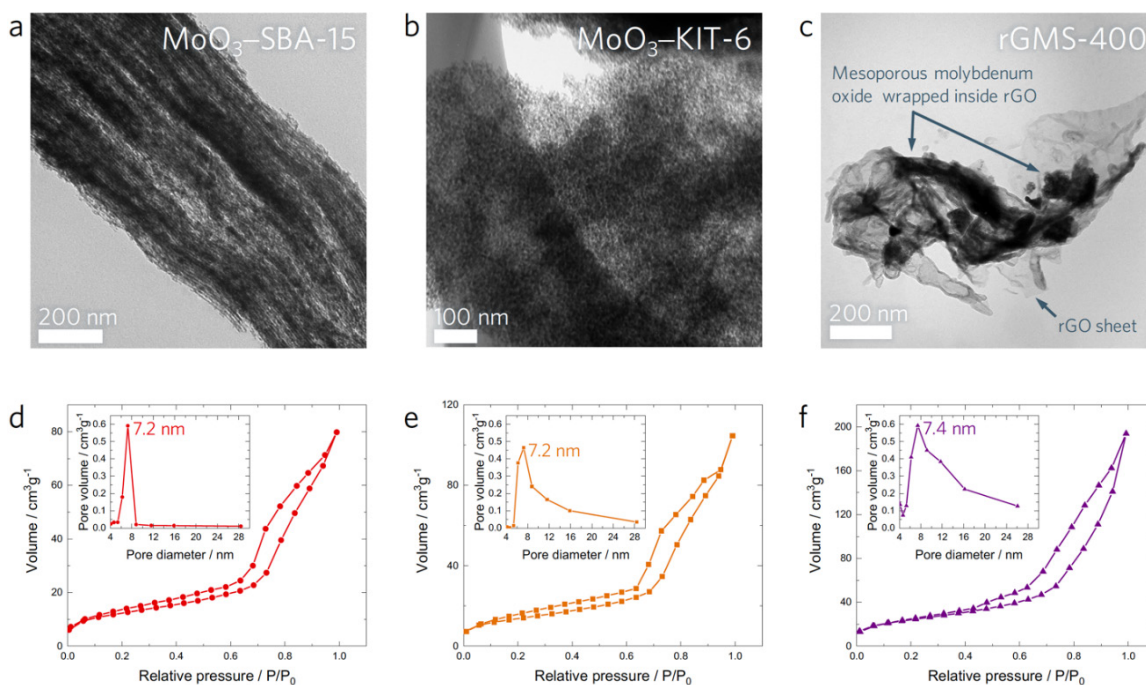 a
MoO₃–SBA-15
200 nm
b
MoO₃–KIT-6
100 nm
c
rGMS-400
Mesoporous molybdenum
oxide wrapped inside rGO
rGO sheet
200 nm
d
Volume / cm³g⁻¹
80
60
40
20
0
0.0 0.2 0.4 0.6 0.8 1.0
Relative pressure / P/P₀
Pore volume / cm³g⁻¹
0.6
0.5
0.4
0.3
0.2
0.1
0.0
4 8 12 16 20 24 28
Pore diameter / nm
7.2 nm
e
Volume / cm³g⁻¹
120
80
40
0
0.0 0.2 0.4 0.6 0.8 1.0
Relative pressure / P/P₀
Pore volume / cm³g⁻¹
0.6
0.5
0.4
0.3
0.2
0.1
0.0
4 8 12 16 20 24 28
Pore diameter / nm
7.2 nm
f
Volume / cm³g⁻¹
200
160
120
80
40
0
0.0 0.2 0.4 0.6 0.8 1.0
Relative pressure / P/P₀
Pore volume / cm³g⁻¹
0.6
0.5
0.4
0.3
0.2
0.1
0.0
4 8 12 16 20 24 28
Pore diameter / nm
7.4 nm